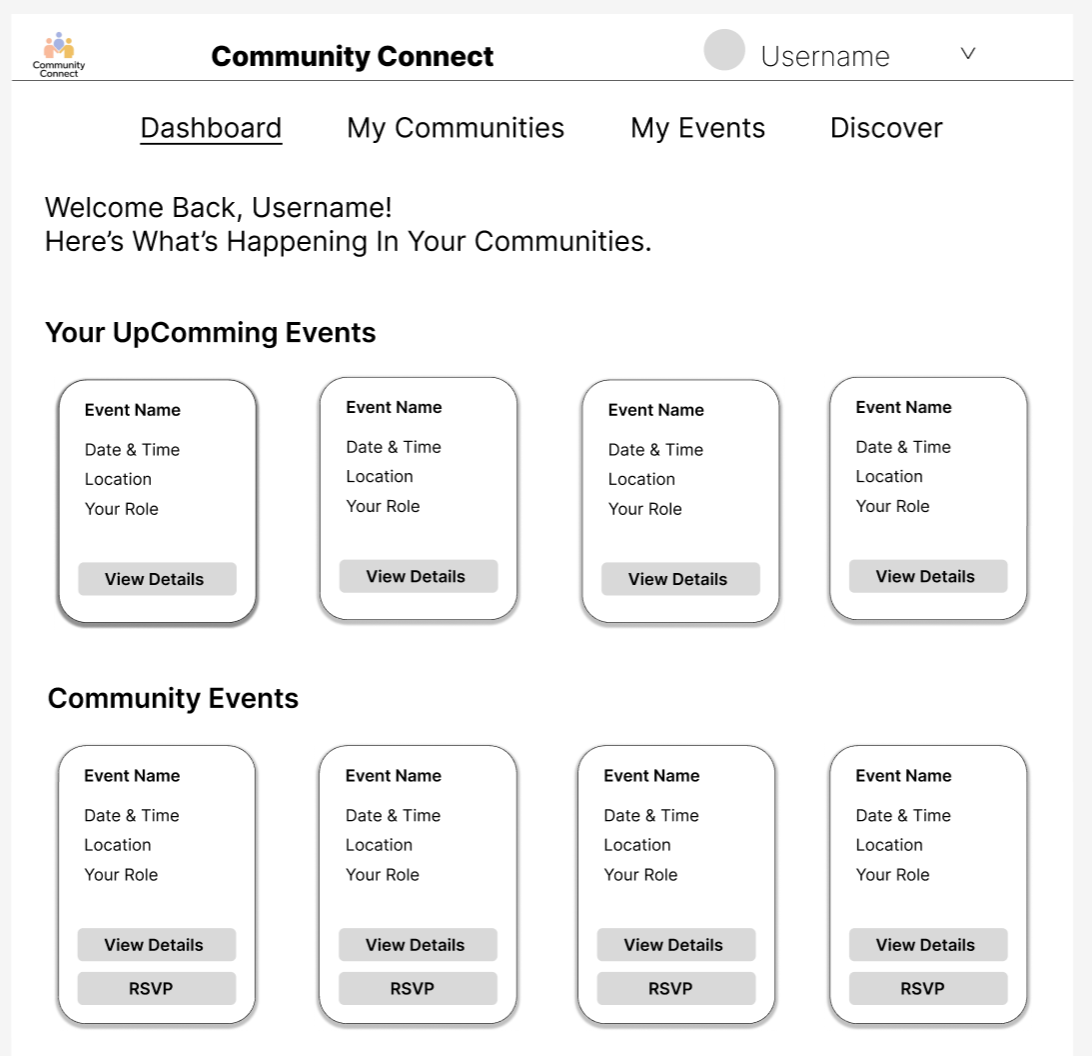 Community
Connect
Community Connect
Username
Dashboard My Communities My Events Discover
Welcome Back, Username!
Here’s What’s Happening In Your Communities.
Your UpComming Events
Event Name
Date & Time
Location
Your Role
View Details
Event Name
Date & Time
Location
Your Role
View Details
Event Name
Date & Time
Location
Your Role
View Details
Event Name
Date & Time
Location
Your Role
View Details
Community Events
Event Name
Date & Time
Location
Your Role
View Details
RSVP
Event Name
Date & Time
Location
Your Role
View Details
RSVP
Event Name
Date & Time
Location
Your Role
View Details
RSVP
Event Name
Date & Time
Location
Your Role
View Details
RSVP